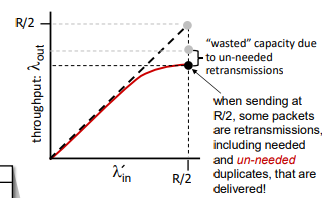 R/2
throughput: λout
λ′in
R/2
“wasted” capacity due
to un-needed
retransmissions
when sending at
R/2, some packets
are retransmissions,
including needed
and un-needed
duplicates, that are
delivered!